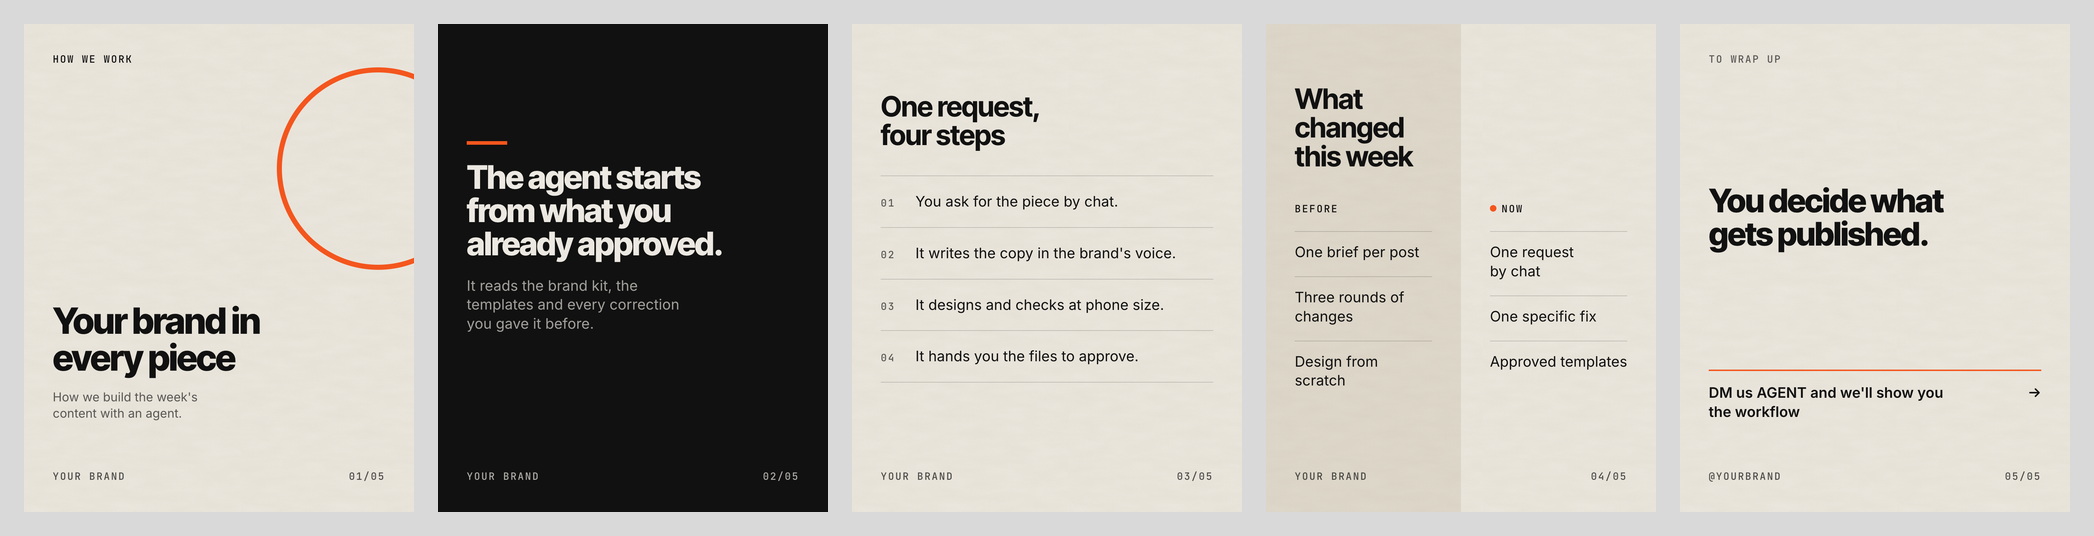 HOW WE WORK
Your brand in
every piece
How we build the week's
content with an agent.
YOUR BRAND
01/05
The agent starts
from what you
already approved.
It reads the brand kit, the
templates and every correction
you gave it before.
YOUR BRAND
02/05
One request,
four steps
01 You ask for the piece by chat.
02 It writes the copy in the brand's voice.
03 It designs and checks at phone size.
04 It hands you the files to approve.
YOUR BRAND
03/05
What
changed
this week
BEFORE
One brief per post
Three rounds of
changes
Design from
scratch
NOW
One request
by chat
One specific fix
Approved templates
YOUR BRAND
04/05
TO WRAP UP
You decide what
gets published.
DM us AGENT and we'll show you →
the workflow
@YOURBRAND
05/05